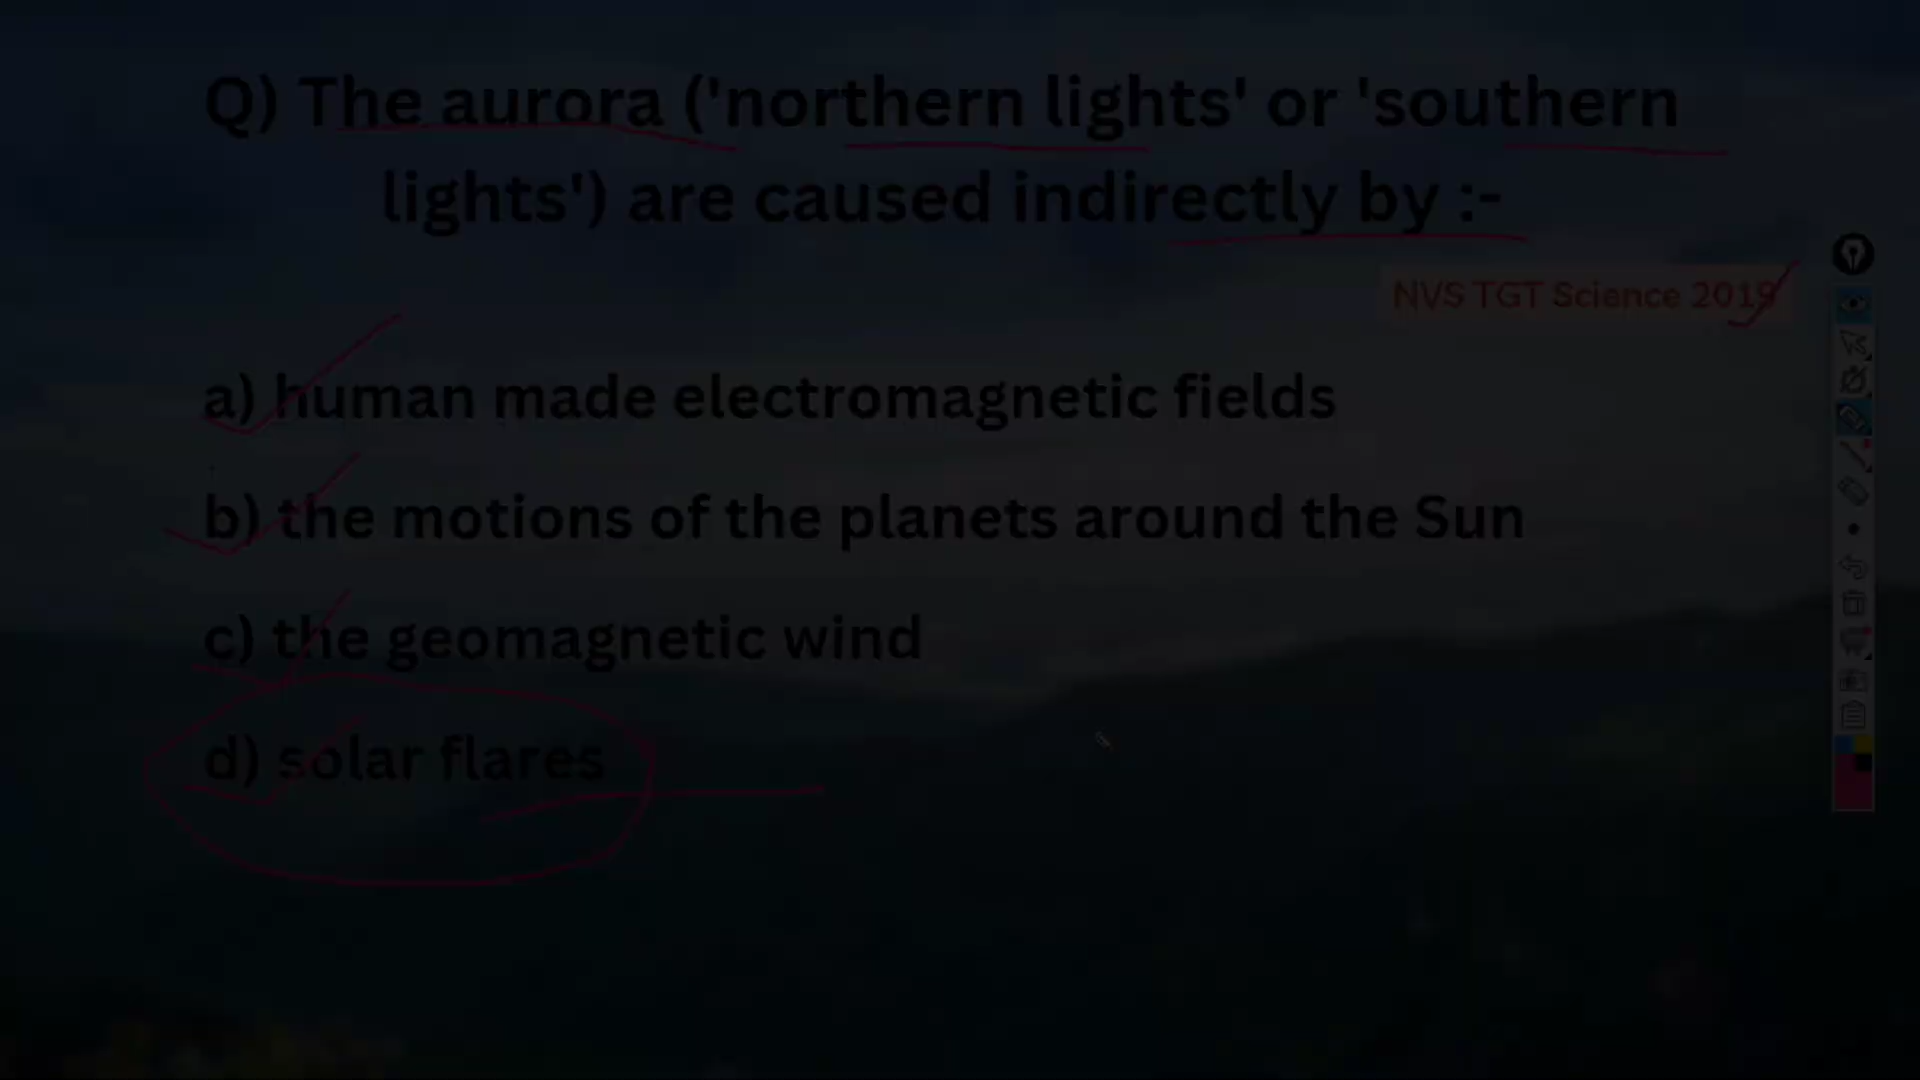 Q) The aurora ('northern lights' or 'southern
lights') are caused indirectly by :-
NVS TGT Science 2019
a) human made electromagnetic fields
b) the motions of the planets around the Sun
c) the geomagnetic wind
d) solar flares